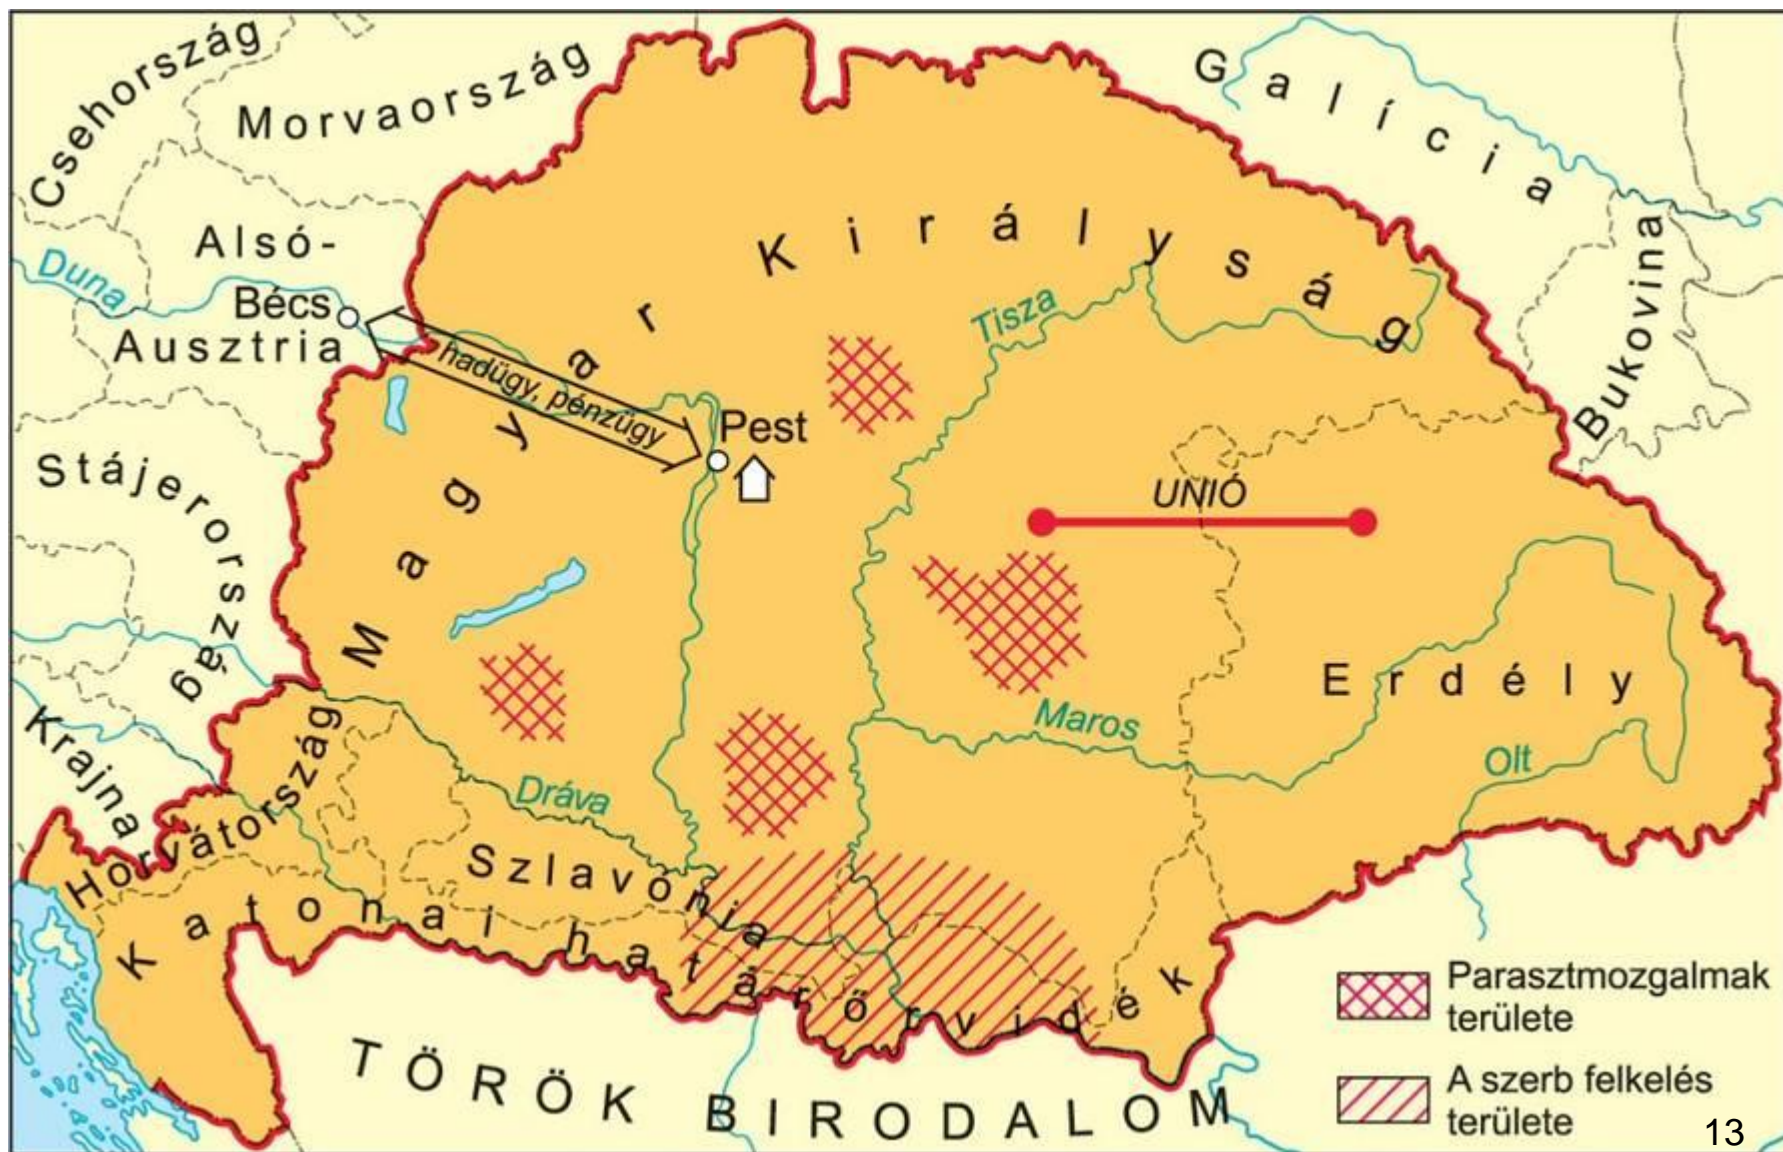 Csehország
Morvaország
Galícia
Bukovina
Alsó-
Ausztria
Duna
Bécs
hadügy, pénzügy
Pest
Magyar Királyság
Tisza
UNIÓ
Stájerország
Krajna
Horvátország
Dráva
Szlavónia
Maros
Erdély
Olt
Katonai határőrvidék
TÖRÖK BIRODALOM
Parasztmozgalmak
területe
A szerb felkelés
területe
13